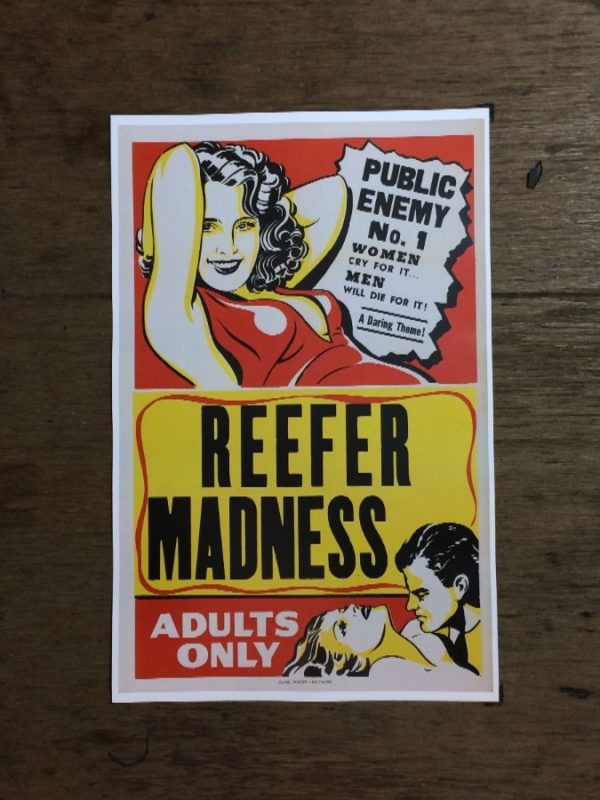 PUBLIC
ENEMY
No. 1
WOMEN
CRY FOR IT...
MEN
WILL DIE FOR IT!
A Daring Theme!
REEFER
MADNESS
ADULTS
ONLY